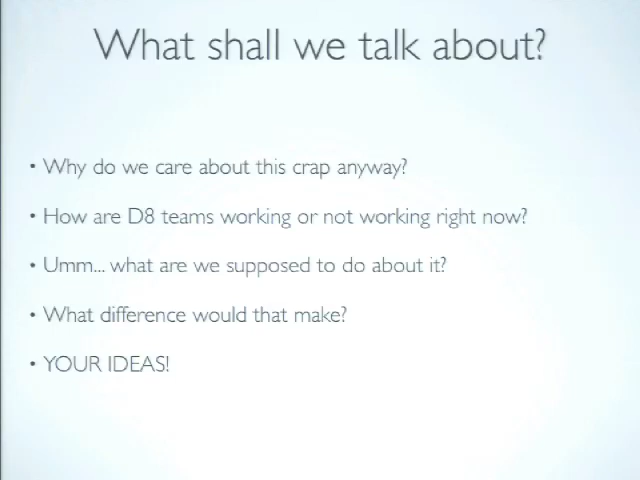 What shall we talk about?
• Why do we care about this crap anyway?
• How are D8 teams working or not working right now?
• Umm... what are we supposed to do about it?
• What difference would that make?
• YOUR IDEAS!